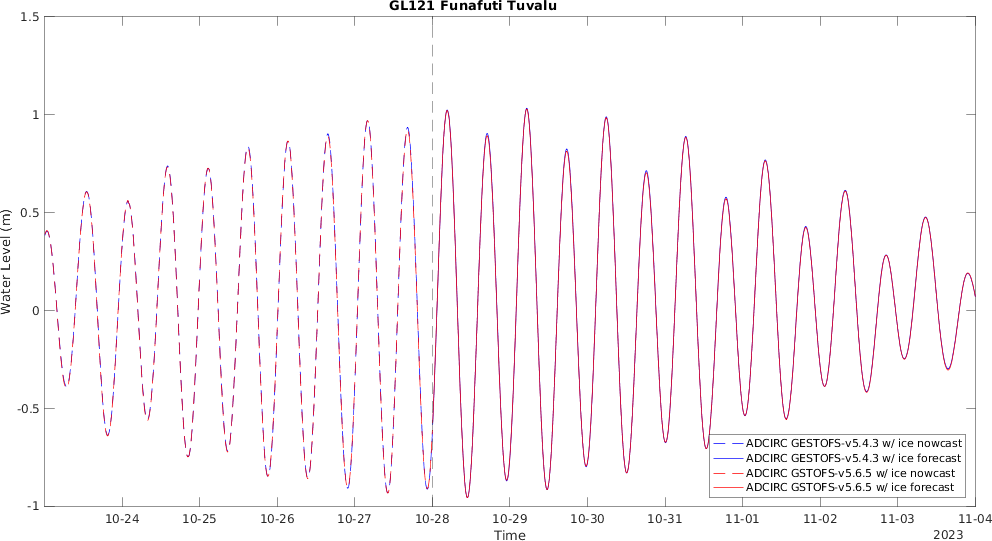 GL121 Funafuti Tuvalu
1.5
1
0.5
0
-0.5
-1
Water Level (m)
10-24 10-25 10-26 10-27 10-28 10-29 10-30 10-31 11-01 11-02 11-03 11-04
Time
2023
ADCIRC GESTOFS-v5.4.3 w/ ice nowcast
ADCIRC GESTOFS-v5.4.3 w/ ice forecast
ADCIRC GSTOFS-v5.6.5 w/ ice nowcast
ADCIRC GSTOFS-v5.6.5 w/ ice forecast